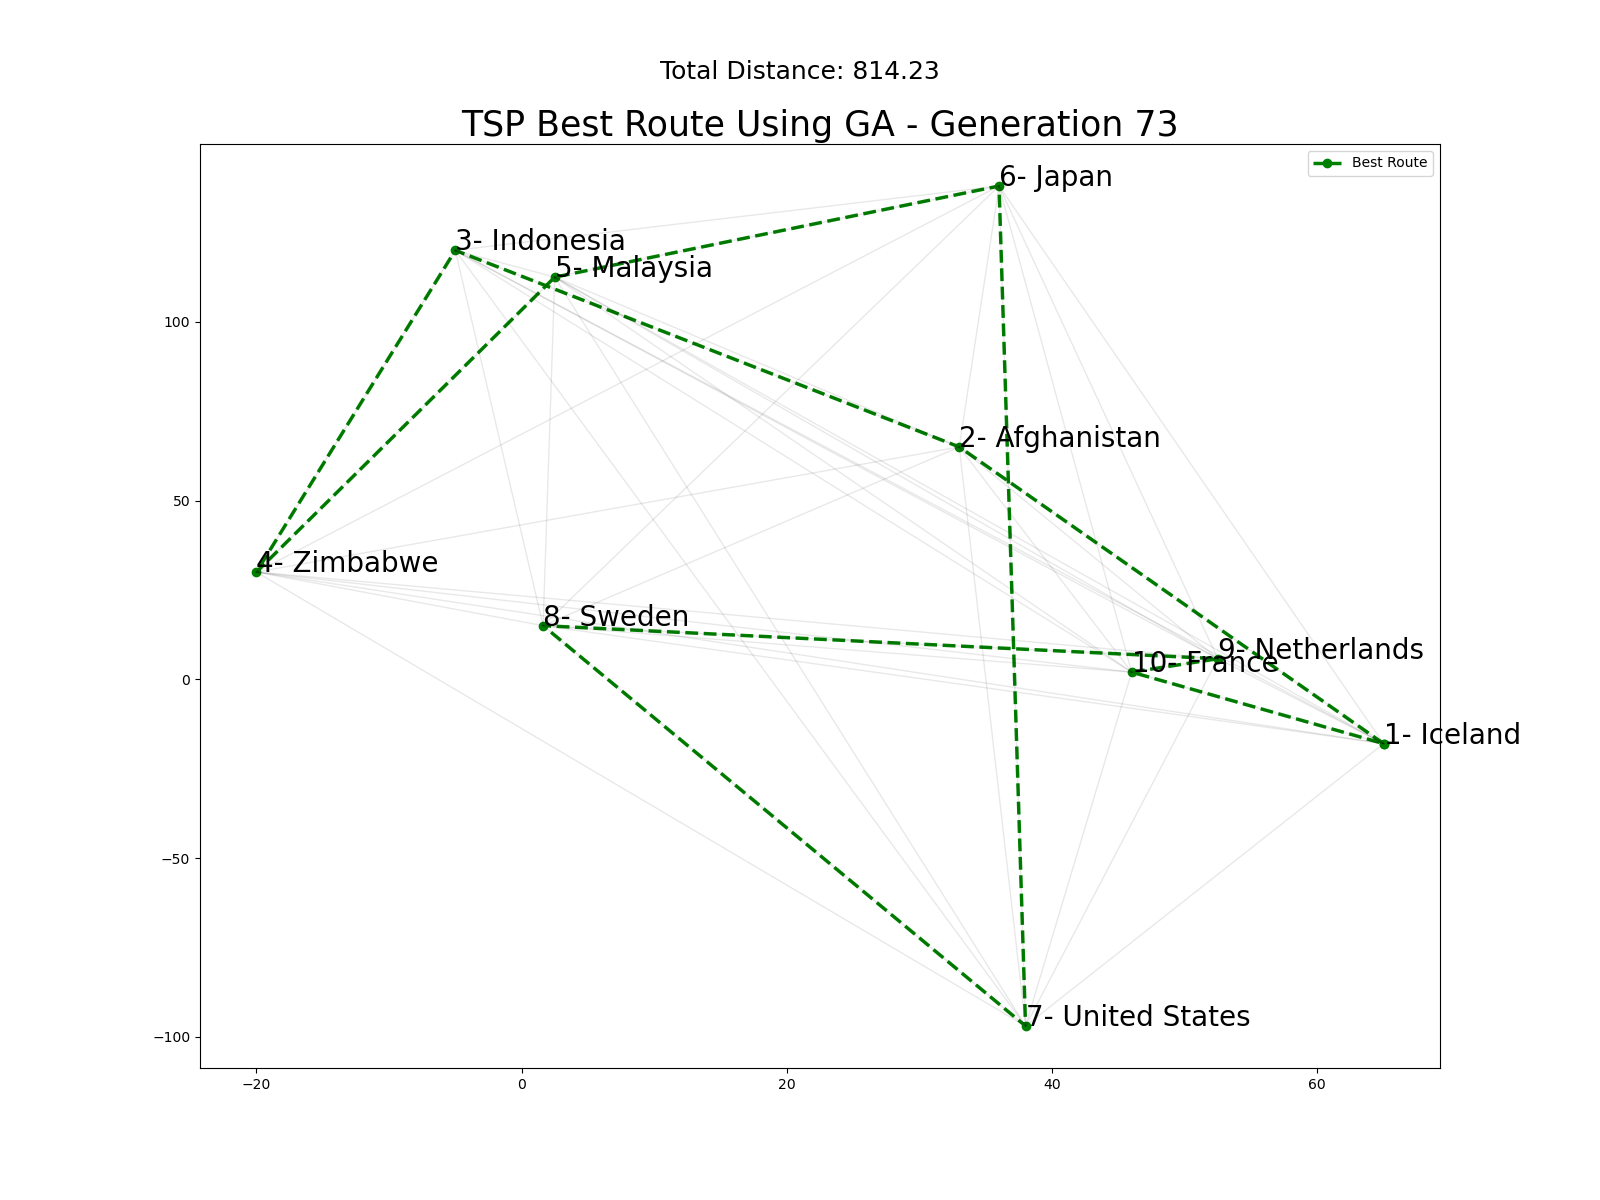 Total Distance: 814.23
TSP Best Route Using GA - Generation 73
Best Route
6- Japan
3- Indonesia
5- Malaysia
100
2- Afghanistan
50
4- Zimbabwe
8- Sweden
9- Netherlands
10- France
0
1- Iceland
−50
7- United States
−100
−20
0
20
40
60